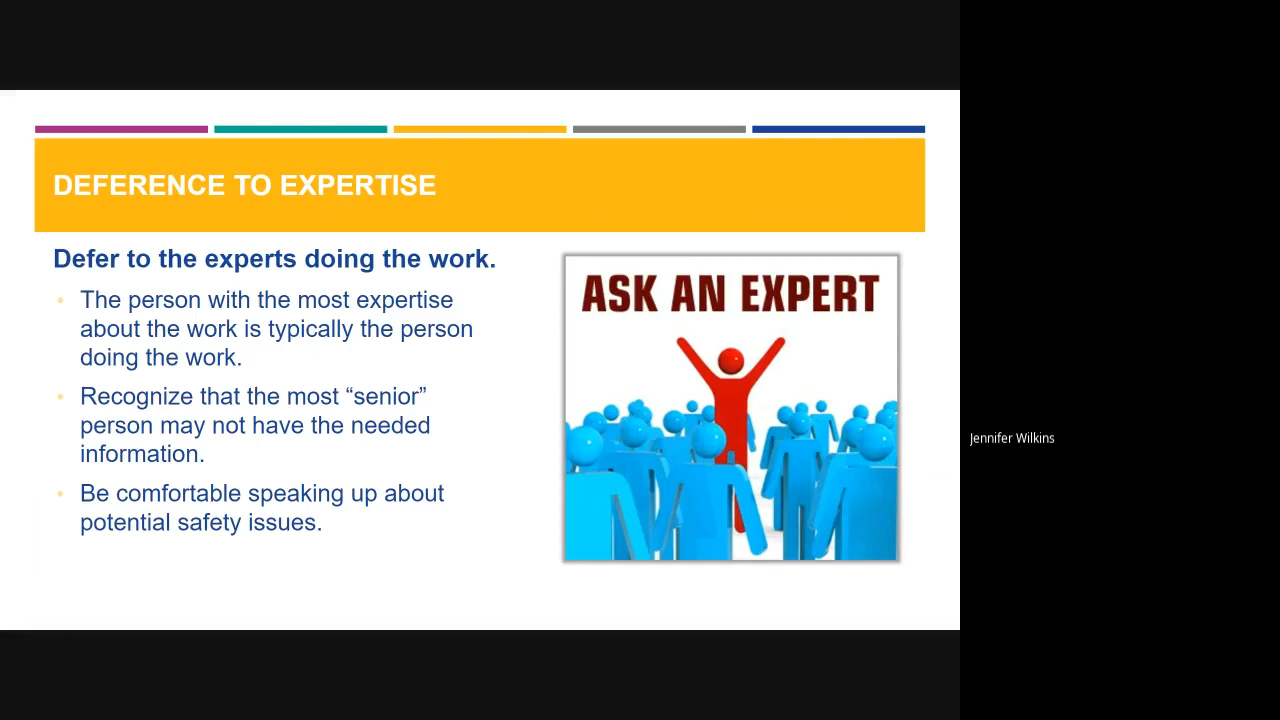 DEFERENCE TO EXPERTISE
Defer to the experts doing the work.
The person with the most expertise
about the work is typically the person
doing the work.
Recognize that the most “senior”
person may not have the needed
information.
Be comfortable speaking up about
potential safety issues.
ASK AN EXPERT
Jennifer Wilkins